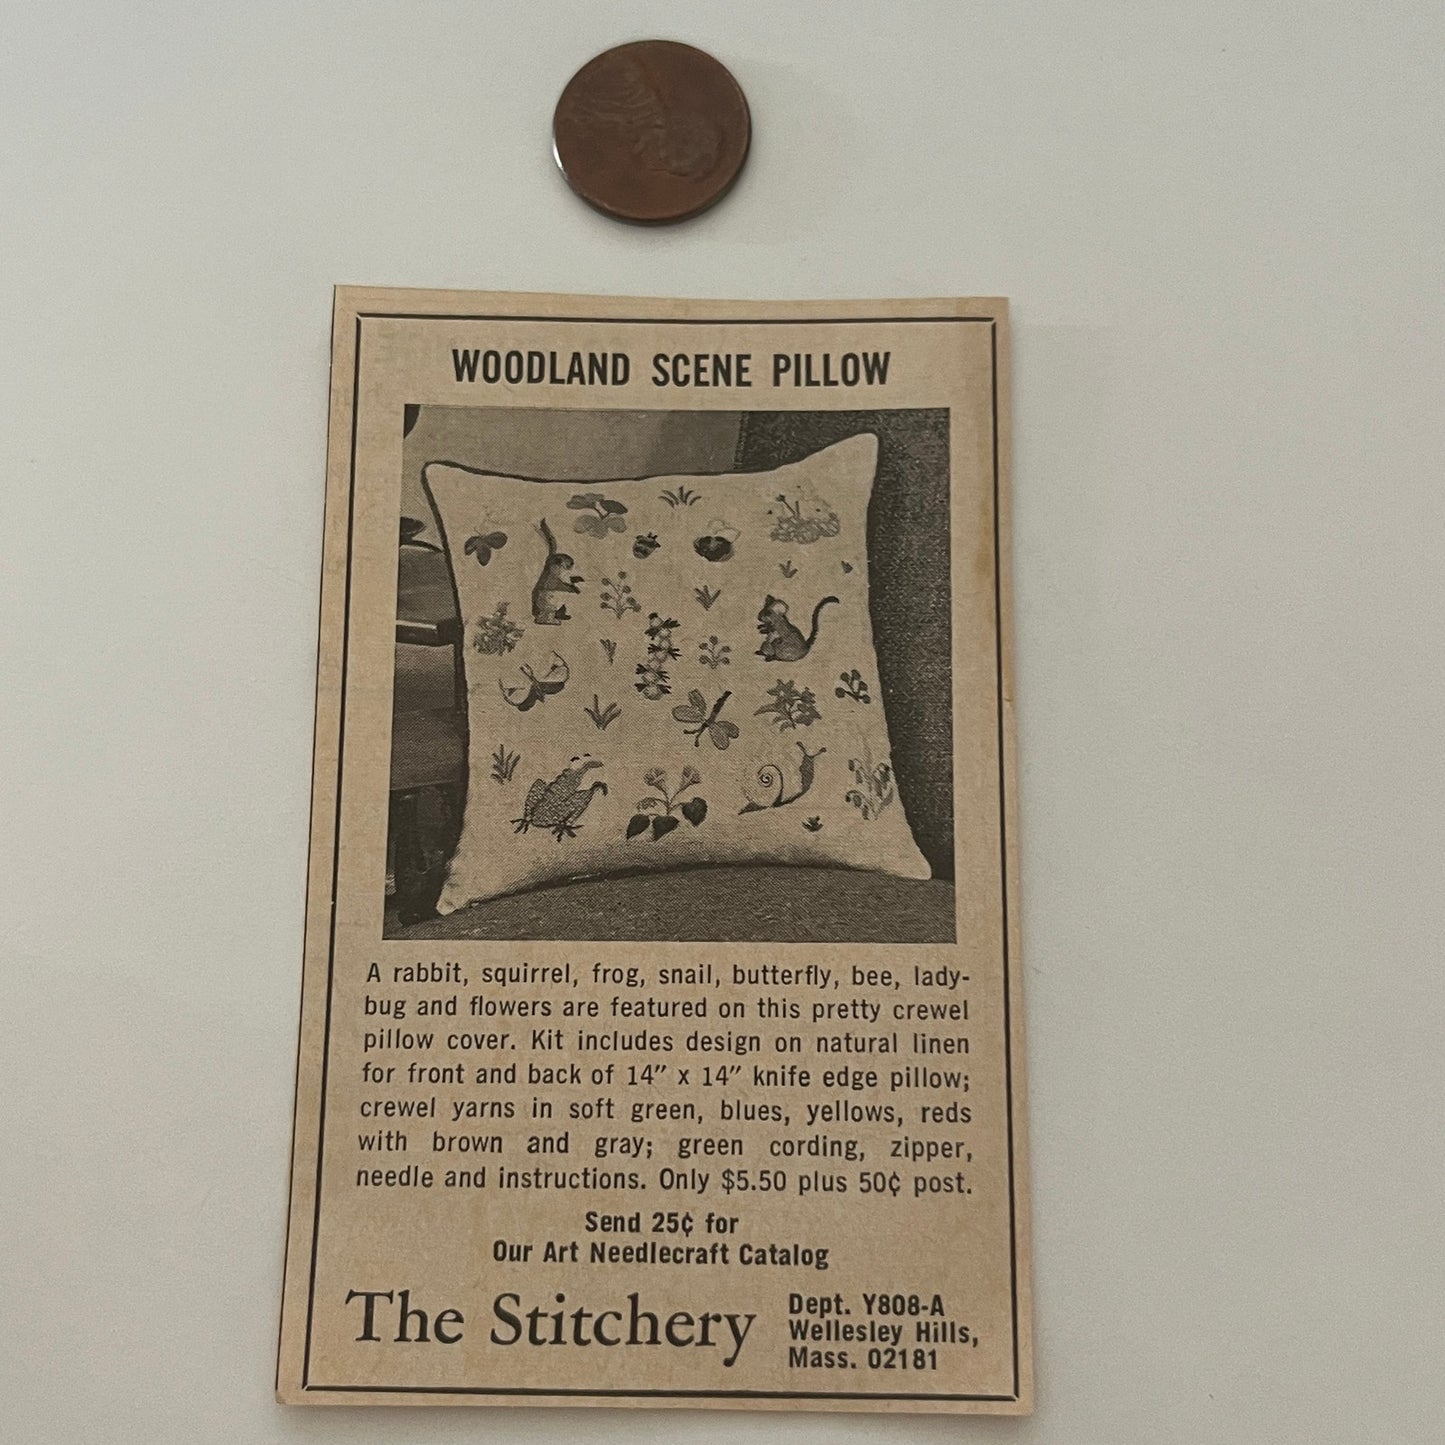 WOODLAND SCENE PILLOW
A rabbit, squirrel, frog, snail, butterfly, bee, lady-
bug and flowers are featured on this pretty crewel
pillow cover. Kit includes design on natural linen
for front and back of 14″ x 14″ knife edge pillow;
crewel yarns in soft green, blues, yellows, reds
with brown and gray; green cording, zipper,
needle and instructions. Only $5.50 plus 50¢ post.
Send 25¢ for
Our Art Needlecraft Catalog
The Stitchery
Dept. Y808-A
Wellesley Hills,
Mass. 02181